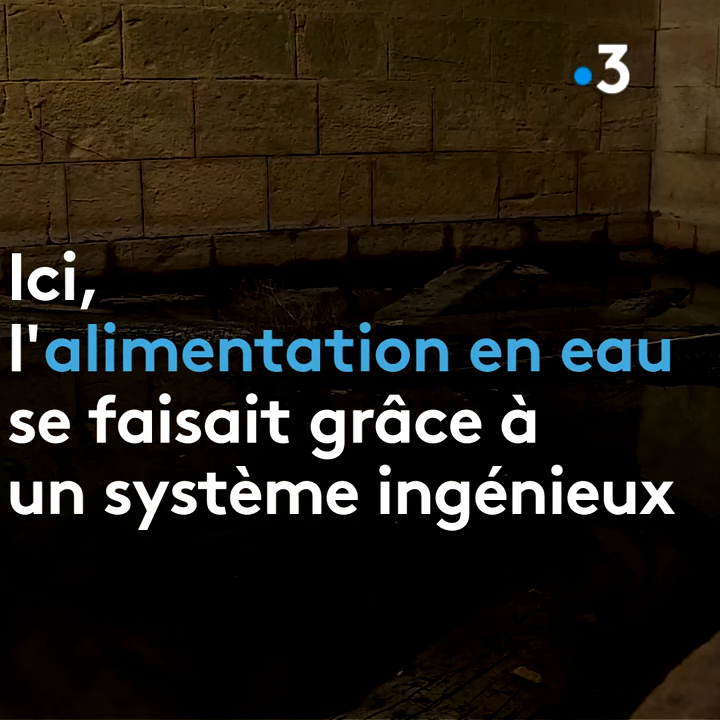 3
Ici,
l'alimentation en eau
se faisait grâce à
un système ingénieux